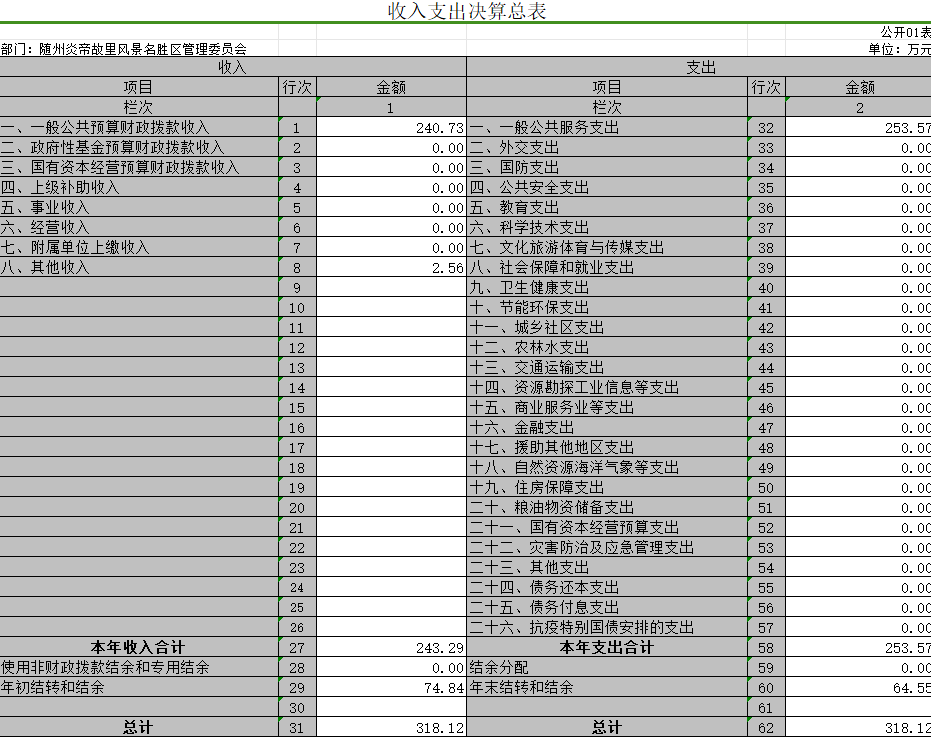 收入支出决算总表
公开01表
部门：随州炎帝故里风景名胜区管理委员会 单位：万元
收入 支出
项目 行次 金额 项目 行次 金额
栏次 1 栏次 2
一、一般公共预算财政拨款收入 1 240.73 一、一般公共服务支出 32 253.57
二、政府性基金预算财政拨款收入 2 0.00 二、外交支出 33 0.00
三、国有资本经营预算财政拨款收入 3 0.00 三、国防支出 34 0.00
四、上级补助收入 4 0.00 四、公共安全支出 35 0.00
五、事业收入 5 0.00 五、教育支出 36 0.00
六、经营收入 6 0.00 六、科学技术支出 37 0.00
七、附属单位上缴收入 7 0.00 七、文化旅游体育与传媒支出 38 0.00
八、其他收入 8 2.56 八、社会保障和就业支出 39 0.00
9 九、卫生健康支出 40 0.00
10 十、节能环保支出 41 0.00
11 十一、城乡社区支出 42 0.00
12 十二、农林水支出 43 0.00
13 十三、交通运输支出 44 0.00
14 十四、资源勘探工业信息等支出 45 0.00
15 十五、商业服务业等支出 46 0.00
16 十六、金融支出 47 0.00
17 十七、援助其他地区支出 48 0.00
18 十八、自然资源海洋气象等支出 49 0.00
19 十九、住房保障支出 50 0.00
20 二十、粮油物资储备支出 51 0.00
21 二十一、国有资本经营预算支出 52 0.00
22 二十二、灾害防治及应急管理支出 53 0.00
23 二十三、其他支出 54 0.00
24 二十四、债务还本支出 55 0.00
25 二十五、债务付息支出 56 0.00
26 二十六、抗疫特别国债安排的支出 57 0.00
本年收入合计 27 243.29 本年支出合计 58 253.57
使用非财政拨款结余和专用结余 28 0.00 结余分配 59 0.00
年初结转和结余 29 74.84 年末结转和结余 60 64.55
30 61
总计 31 318.12 总计 62 318.12